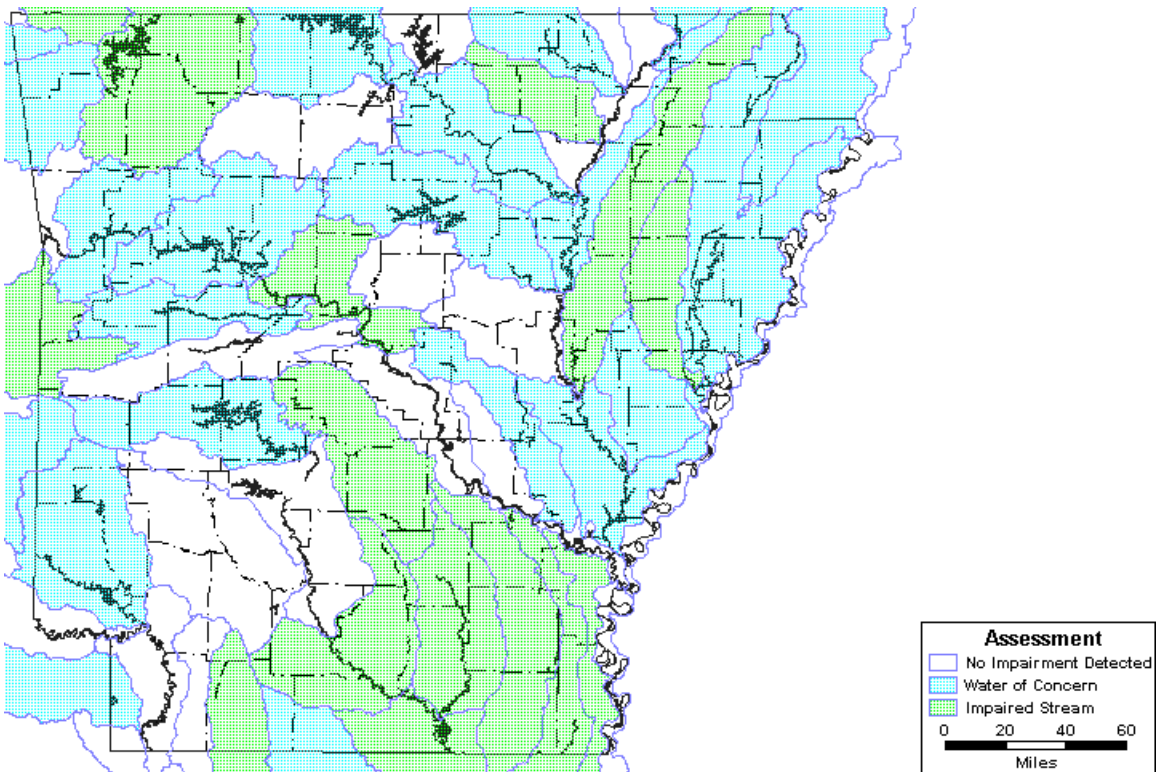 Assessment
No Impairment Detected
Water of Concern
Impaired Stream
0 20 40 60
Miles